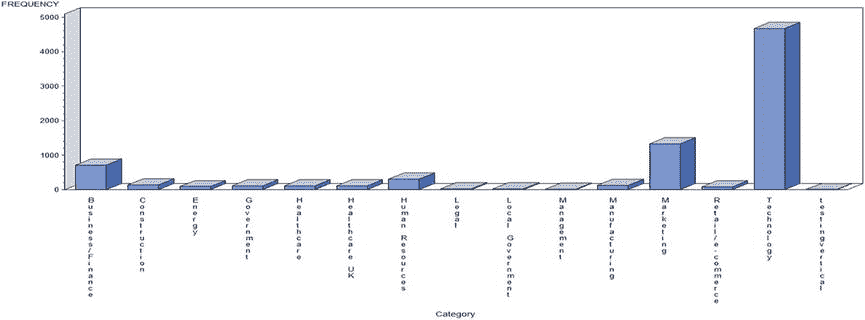 FREQUENCY
5000
4000
3000
2000
1000
0
Business/Finance
Construction
Energy
Government
Healthcare
Healthcare UK
Human Resources
Legal
Local Government
Management
Manufacturing
Marketing
Retail/e-commerce
Technology
testingvertical
Category